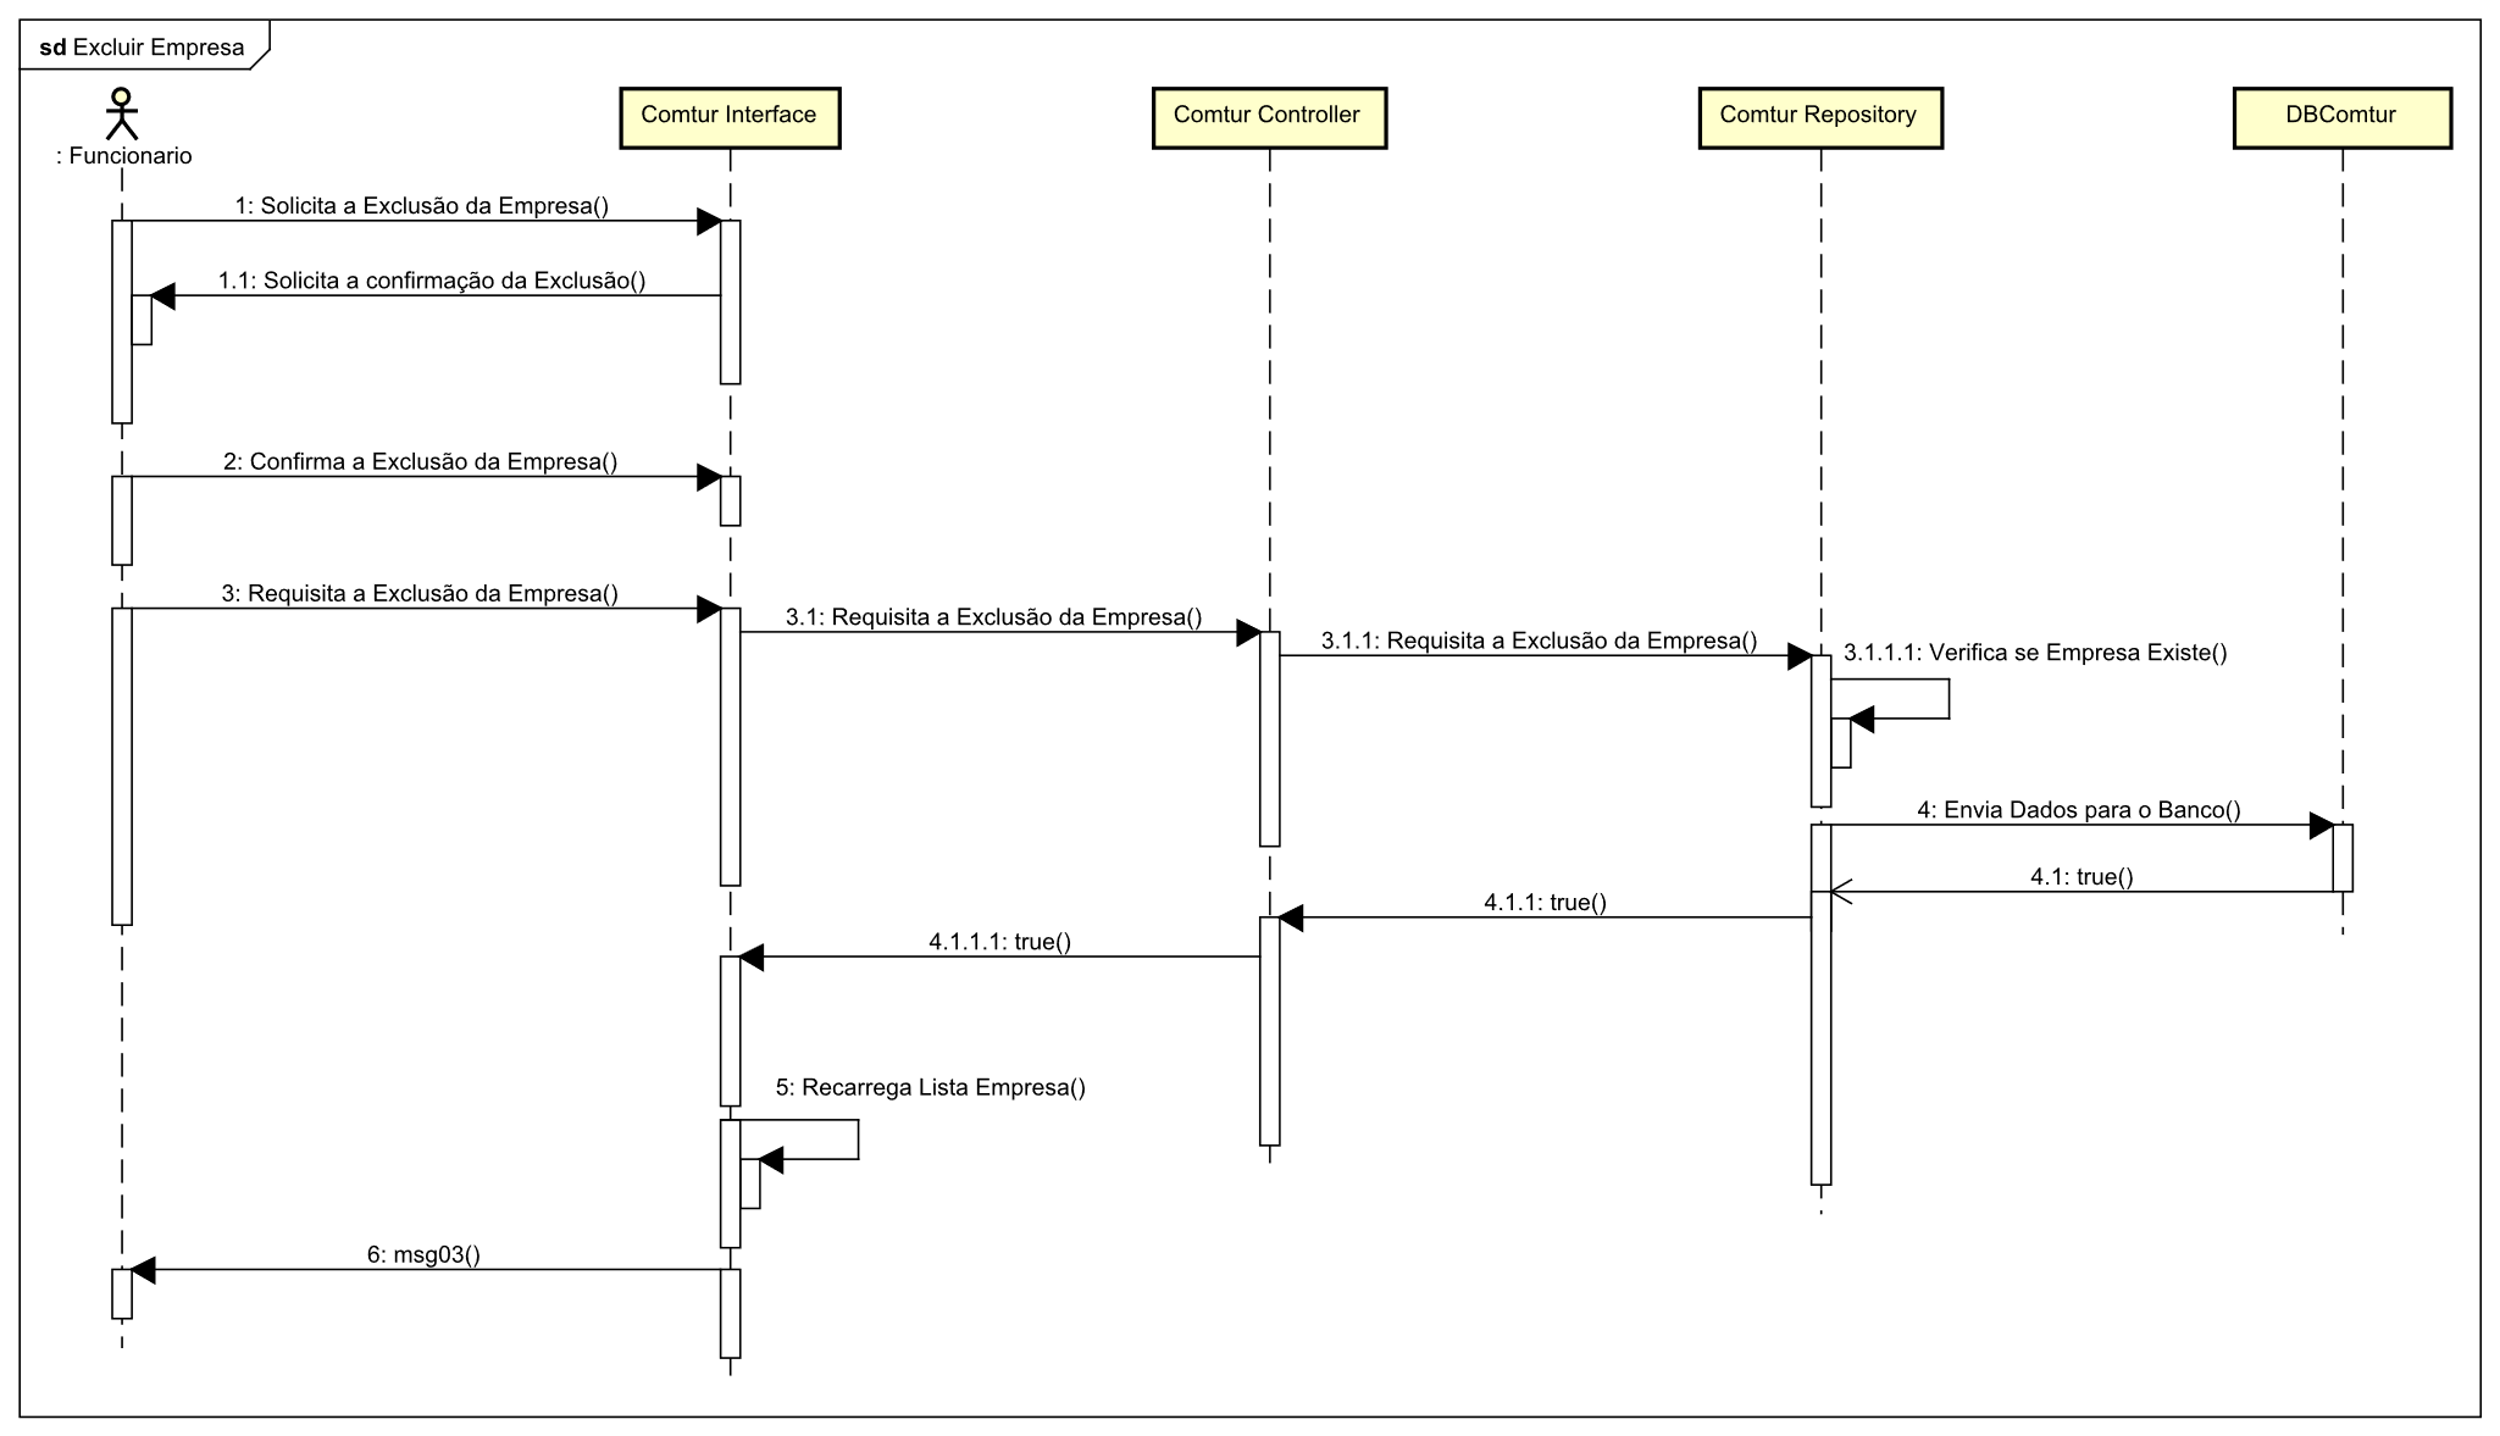 sd Excluir Empresa
: Funcionario
Comtur Interface
Comtur Controller
Comtur Repository
DBComtur
1: Solicita a Exclusão da Empresa()
1.1: Solicita a confirmação da Exclusão()
2: Confirma a Exclusão da Empresa()
3: Requisita a Exclusão da Empresa()
3.1: Requisita a Exclusão da Empresa()
3.1.1: Requisita a Exclusão da Empresa()
3.1.1.1: Verifica se Empresa Existe()
4: Envia Dados para o Banco()
4.1: true()
4.1.1: true()
4.1.1.1: true()
5: Recarrega Lista Empresa()
6: msg03()